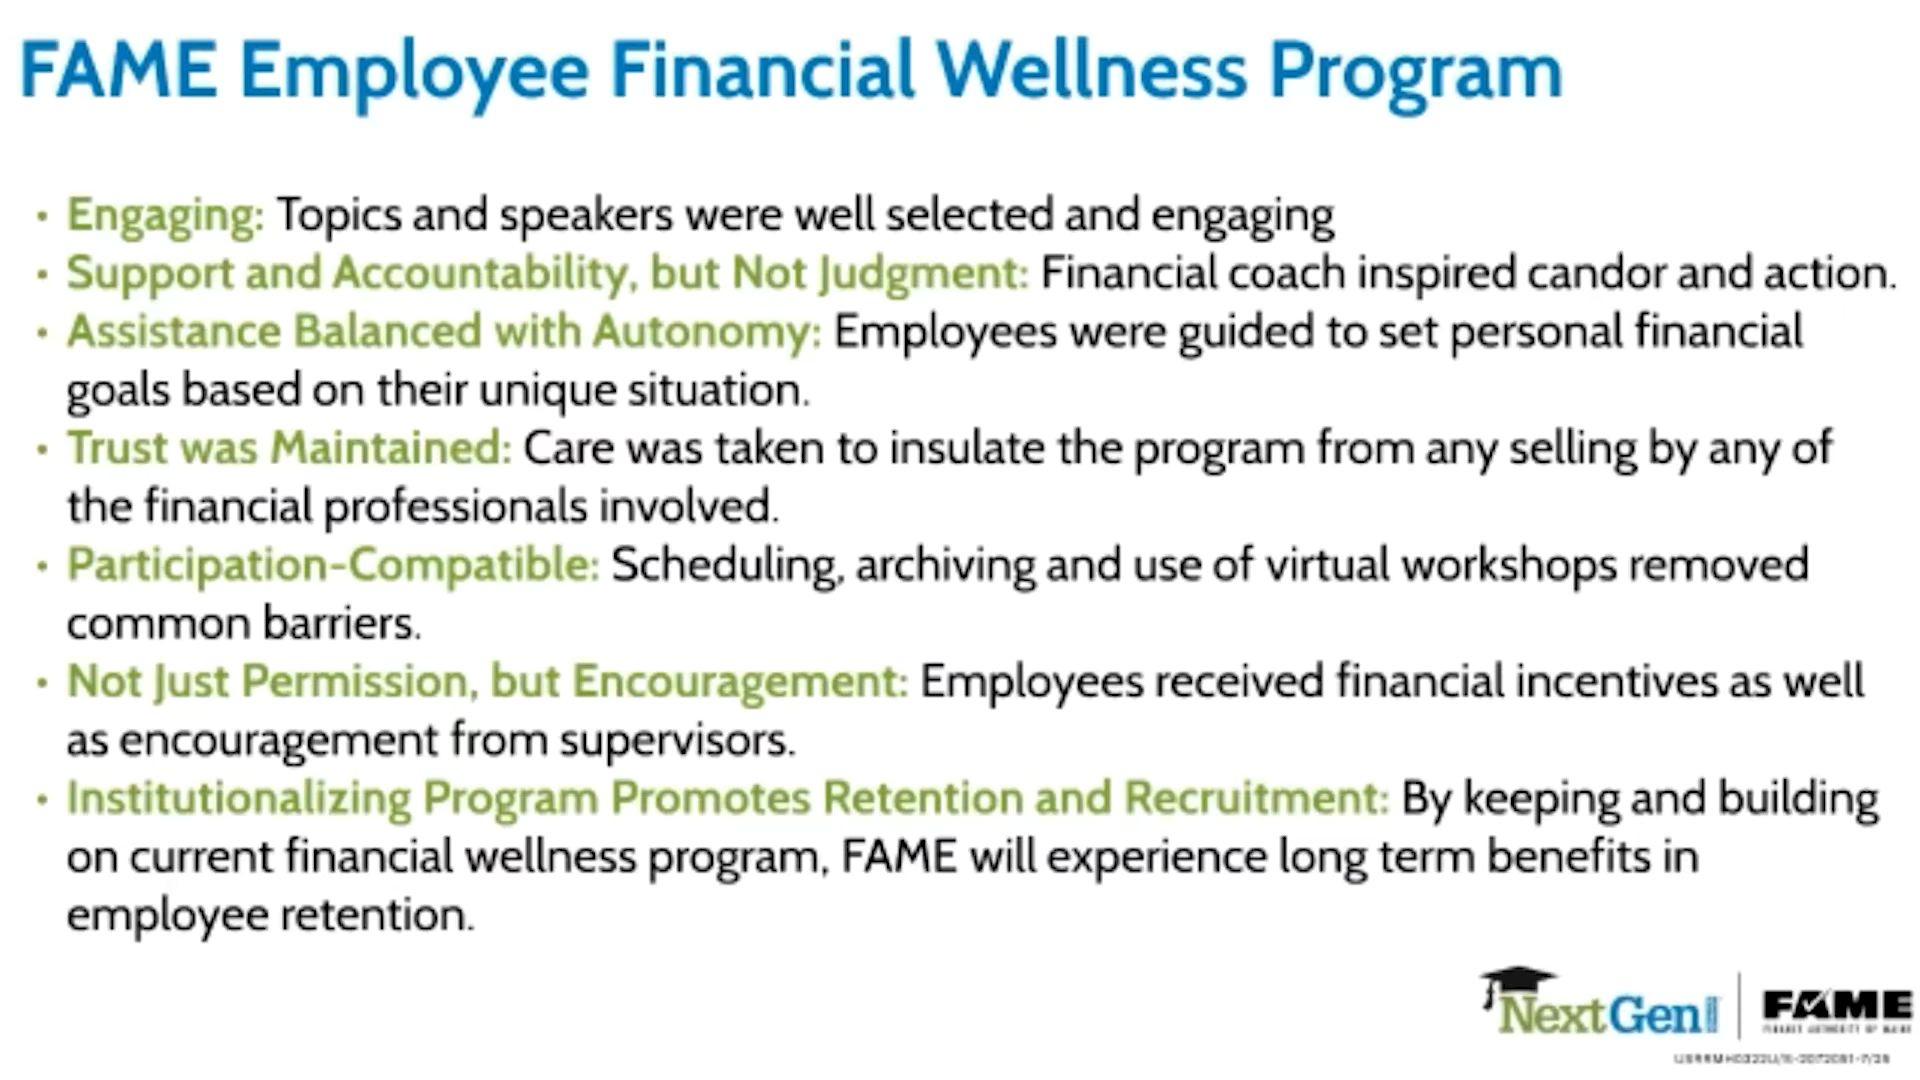 FAME Employee Financial Wellness Program
• Engaging: Topics and speakers were well selected and engaging
• Support and Accountability, but Not Judgment: Financial coach inspired candor and action.
• Assistance Balanced with Autonomy: Employees were guided to set personal financial
goals based on their unique situation.
• Trust was Maintained: Care was taken to insulate the program from any selling by any of
the financial professionals involved.
• Participation-Compatible: Scheduling, archiving and use of virtual workshops removed
common barriers.
• Not Just Permission, but Encouragement: Employees received financial incentives as well
as encouragement from supervisors.
• Institutionalizing Program Promotes Retention and Recruitment: By keeping and building
on current financial wellness program, FAME will experience long term benefits in
employee retention.
NextGen
FAME
FINANCE AUTHORITY OF MAINE